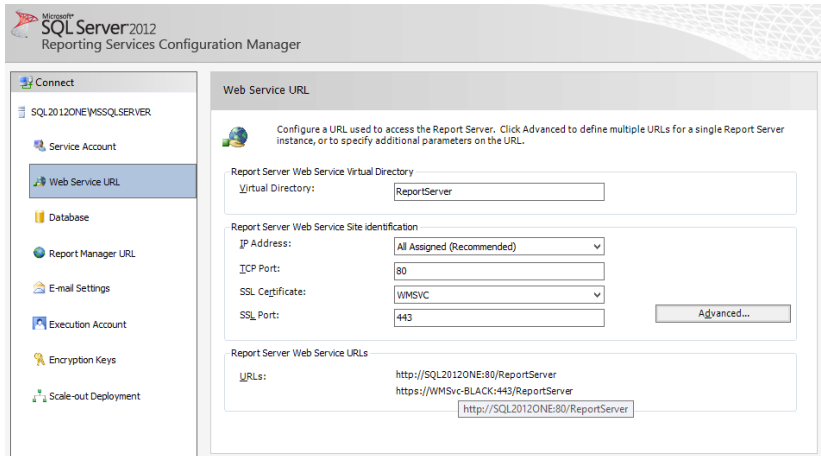 Microsoft®
SQL Server 2012
Reporting Services Configuration Manager
Connect
SQL2012ONE\MSSQLSERVER
Service Account
Web Service URL
Database
Report Manager URL
E-mail Settings
Execution Account
Encryption Keys
Scale-out Deployment
Web Service URL
Configure a URL used to access the Report Server. Click Advanced to define multiple URLs for a single Report Server
instance, or to specify additional parameters on the URL.
Report Server Web Service Virtual Directory
Virtual Directory: ReportServer
Report Server Web Service Site identification
IP Address: All Assigned (Recommended)
TCP Port: 80
SSL Certificate: WMSVC
SSL Port: 443
Advanced...
Report Server Web Service URLs
URLs: http://SQL2012ONE:80/ReportServer
https://WMSvc-BLACK:443/ReportServer
http://SQL2012ONE:80/ReportServer